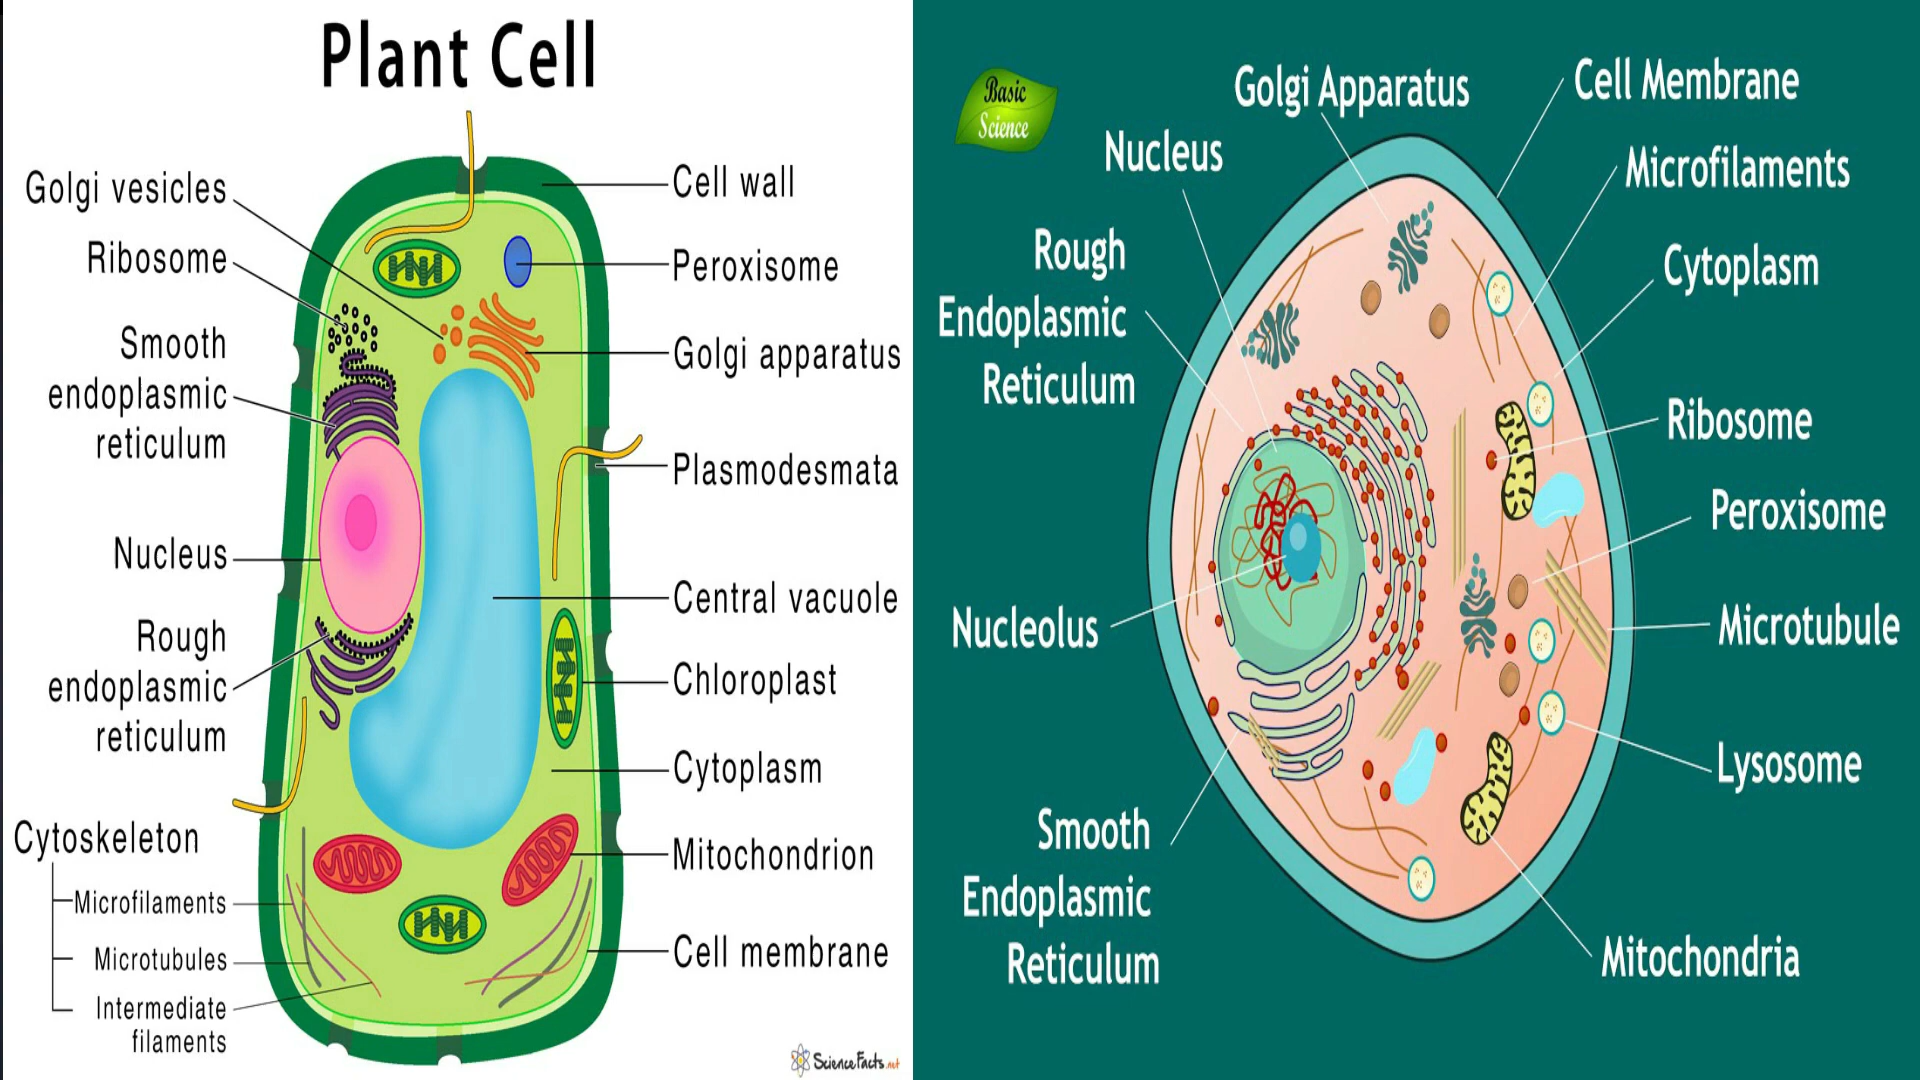 Plant Cell
Golgi vesicles
Ribosome
Smooth
endoplasmic
reticulum
Nucleus
Rough
endoplasmic
reticulum
Cytoskeleton
Microfilaments
Microtubules
Intermediate
filaments
Cell wall
Peroxisome
Golgi apparatus
Plasmodesmata
Central vacuole
Chloroplast
Cytoplasm
Mitochondrion
Cell membrane
ScienceFacts.net
Basic
Science
Golgi Apparatus
Nucleus
Rough
Endoplasmic
Reticulum
Nucleolus
Smooth
Endoplasmic
Reticulum
Cell Membrane
Microfilaments
Cytoplasm
Ribosome
Peroxisome
Microtubule
Lysosome
Mitochondria